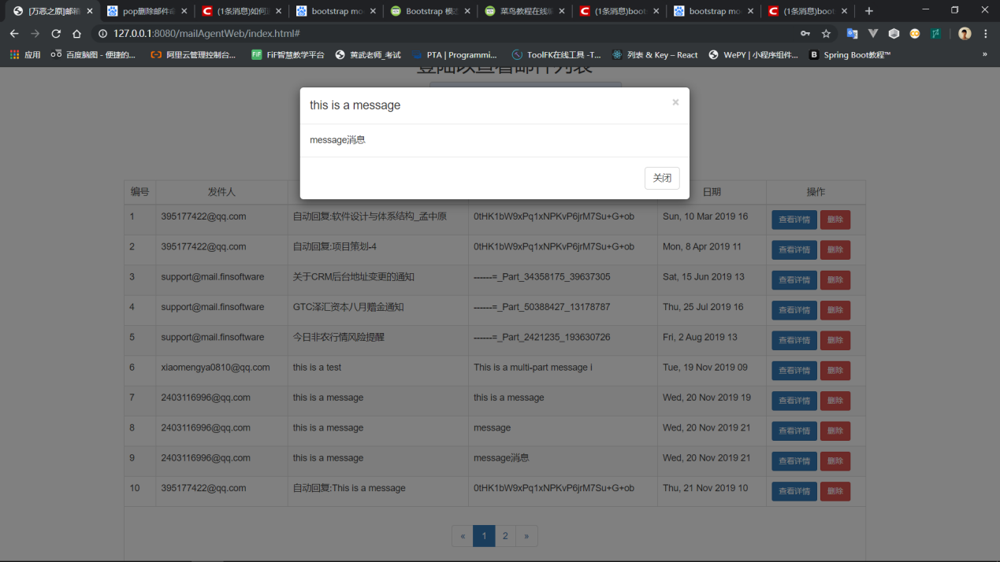 [万恶之原]邮箱
pop删除邮件命
(1条消息)如何
bootstrap mo
Bootstrap 模态
菜鸟教程在线编
(1条消息)boot
bootstrap mo
(1条消息)boot
127.0.0.1:8080/mailAgentWeb/index.html#
应用
百度脑图 - 便捷的...
阿里云管理控制台...
FiF智慧教学平台
黄武老师_考试
PTA | Programmi...
ToolFK在线工具 -T...
列表 & Key – React
WePY | 小程序组件...
Spring Boot教程™
»
登陆以查看邮件列表
this is a message
×
message消息
关闭
编号 发件人 日期 操作
1 395177422@qq.com 自动回复:软件设计与体系结构_孟中原 0tHK1bW9xPq1xNPKvP6jrM7Su+G+ob Sun, 10 Mar 2019 16 查看详情 删除
2 395177422@qq.com 自动回复:项目策划-4 0tHK1bW9xPq1xNPKvP6jrM7Su+G+ob Mon, 8 Apr 2019 11 查看详情 删除
3 support@mail.finsoftware 关于CRM后台地址变更的通知 ------=_Part_34358175_39637305 Sat, 15 Jun 2019 13 查看详情 删除
4 support@mail.finsoftware GTC泽汇资本八月赠金通知 ------=_Part_50388427_13178787 Thu, 25 Jul 2019 16 查看详情 删除
5 support@mail.finsoftware 今日非农行情风险提醒 ------=_Part_2421235_193630726 Fri, 2 Aug 2019 13 查看详情 删除
6 xiaomengya0810@qq.com this is a test This is a multi-part message i Tue, 19 Nov 2019 09 查看详情 删除
7 2403116996@qq.com this is a message this is a message Wed, 20 Nov 2019 19 查看详情 删除
8 2403116996@qq.com this is a message message Wed, 20 Nov 2019 21 查看详情 删除
9 2403116996@qq.com this is a message message消息 Wed, 20 Nov 2019 21 查看详情 删除
10 395177422@qq.com 自动回复:This is a message 0tHK1bW9xPq1xNPKvP6jrM7Su+G+ob Thu, 21 Nov 2019 10 查看详情 删除
« 1 2 »